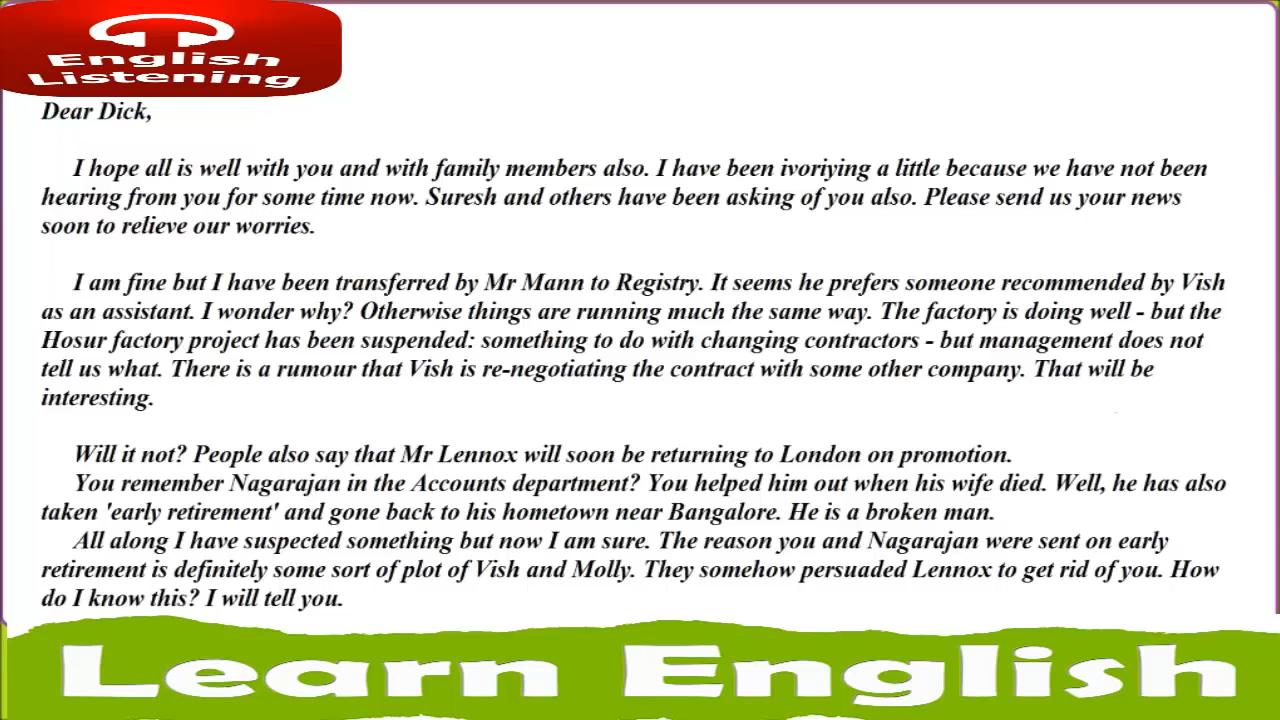 English
Listening
Dear Dick,
I hope all is well with you and with family members also. I have been ivoriying a little because we have not been
hearing from you for some time now. Suresh and others have been asking of you also. Please send us your news
soon to relieve our worries.
I am fine but I have been transferred by Mr Mann to Registry. It seems he prefers someone recommended by Vish
as an assistant. I wonder why? Otherwise things are running much the same way. The factory is doing well - but the
Hosur factory project has been suspended: something to do with changing contractors - but management does not
tell us what. There is a rumour that Vish is re-negotiating the contract with some other company. That will be
interesting.
Will it not? People also say that Mr Lennox will soon be returning to London on promotion.
You remember Nagarajan in the Accounts department? You helped him out when his wife died. Well, he has also
taken 'early retirement' and gone back to his hometown near Bangalore. He is a broken man.
All along I have suspected something but now I am sure. The reason you and Nagarajan were sent on early
retirement is definitely some sort of plot of Vish and Molly. They somehow persuaded Lennox to get rid of you. How
do I know this? I will tell you.
Learn English